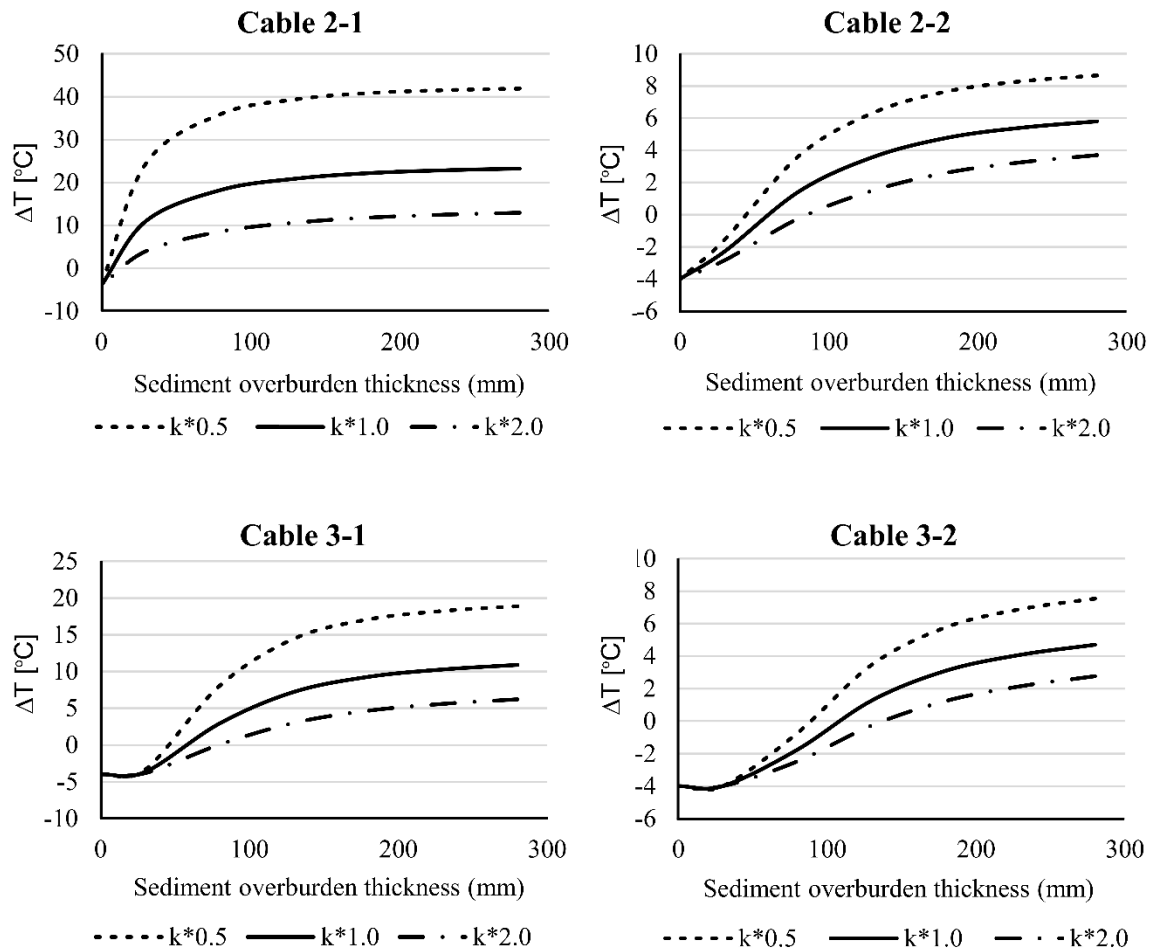 Cable 2-1
50
40
30
20
10
0
-10
ΔT [°C]
0 100 200 300
Sediment overburden thickness (mm)
k*0.5 k*1.0 k*2.0
Cable 2-2
10
8
6
4
2
0
-2
-4
-6
ΔT [°C]
0 100 200 300
Sediment overburden thickness (mm)
k*0.5 k*1.0 k*2.0
Cable 3-1
25
20
15
10
5
0
-5
-10
ΔT [°C]
0 100 200 300
Sediment overburden thickness (mm)
k*0.5 k*1.0 k*2.0
Cable 3-2
10
8
6
4
2
0
-2
-4
-6
ΔT [°C]
0 100 200 300
Sediment overburden thickness (mm)
k*0.5 k*1.0 k*2.0